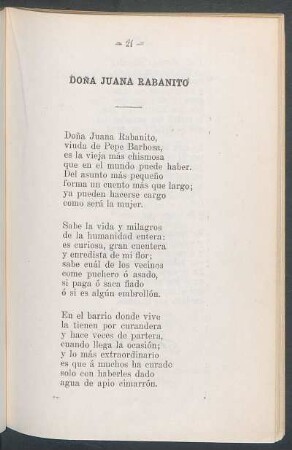 — 21 —
DOÑA JUANA RABANITO
Doña Juana Rabanito,
viuda de Pepe Barbosa,
es la vieja más chismosa
que en el mundo puede haber.
Del asunto más pequeño
forma un cuento más que largo;
ya pueden hacerse cargo
como será la mujer.
Sabe la vida y milagros
de la humanidad entera;
es curiosa, gran cuentera
y enredista de mi flor;
sabe cuál de los vecinos
come puchero ó asado,
si paga ó saca fiado
ó si es algún embrollón.
En el barrio donde vive
la tienen por curandera
y hace veces de partera,
cuando llega la ocasión;
y lo más extraordinario
es que á muchos ha curado
solo con haberles dado
agua de apio cimarrón.